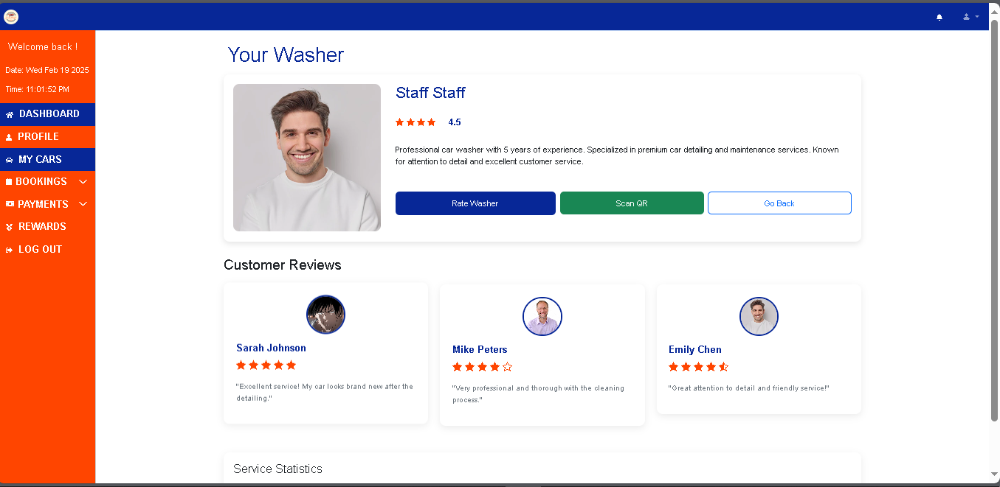 Welcome back !
Date: Wed Feb 19 2025
Time: 11:01:52 PM
DASHBOARD
PROFILE
MY CARS
BOOKINGS
PAYMENTS
REWARDS
LOG OUT
Your Washer
Staff Staff
4.5
Professional car washer with 5 years of experience. Specialized in premium car detailing and maintenance services. Known
for attention to detail and excellent customer service.
Rate Washer
Scan QR
Go Back
Customer Reviews
Sarah Johnson
"Excellent service! My car looks brand new after the
detailing."
Mike Peters
"Very professional and thorough with the cleaning
process."
Emily Chen
"Great attention to detail and friendly service!"
Service Statistics